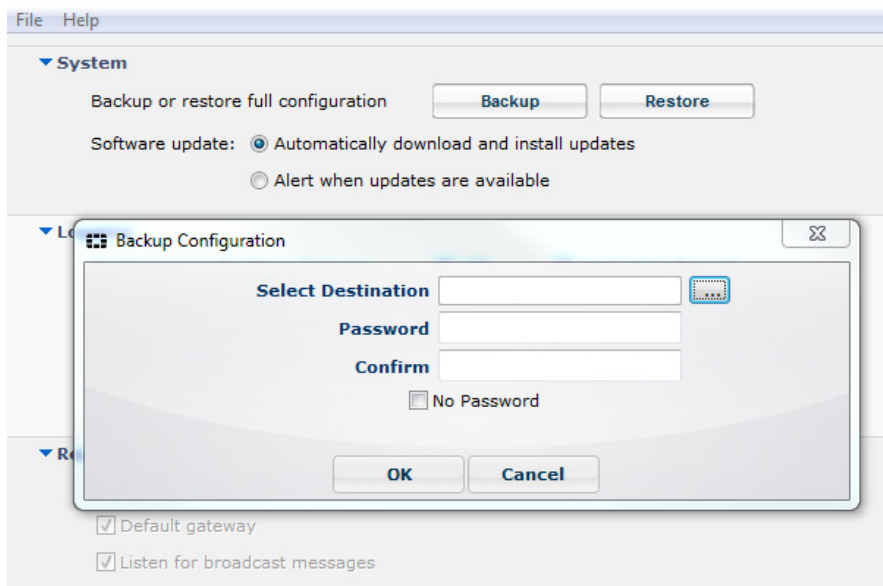 File Help
System
Backup or restore full configuration Backup Restore
Software update: Automatically download and install updates
Alert when updates are available
Backup Configuration
Select Destination ...
Password
Confirm
No Password
OK Cancel
Default gateway
Listen for broadcast messages